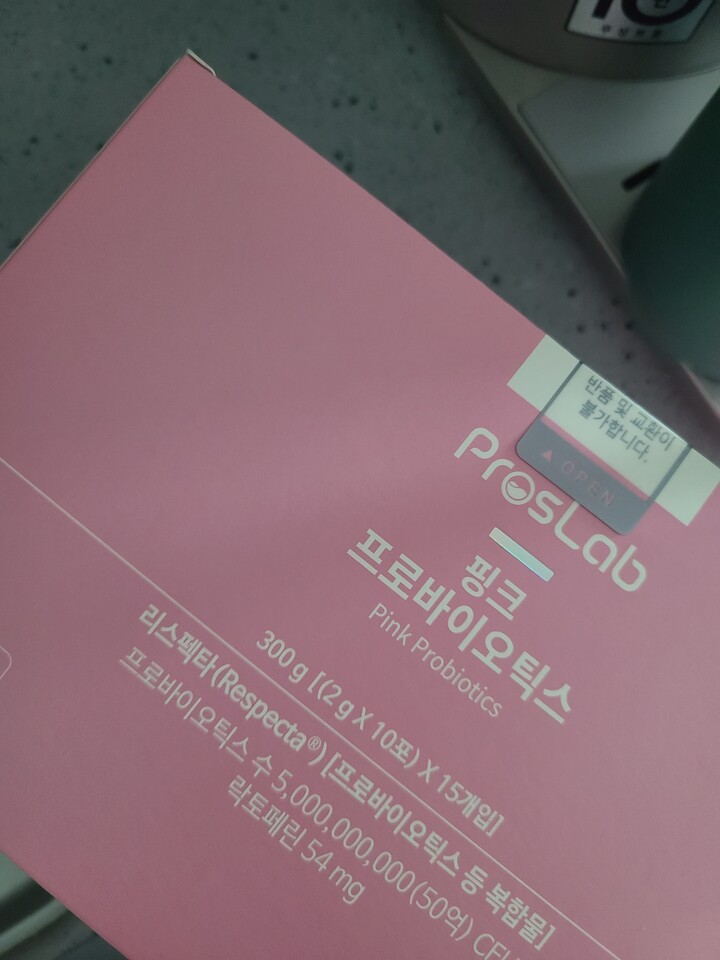 10
반품 및 교환이
불가합니다.
▲ OPEN
ProsLab
핑크
프로바이오틱스
Pink Probiotics
300 g [(2 g X 10포) X 15개입]
리스펙타(Respecta®) [프로바이오틱스 등 복합물]
프로바이오틱스 수 5,000,000,000(50억) CFU
락토페린 54 mg